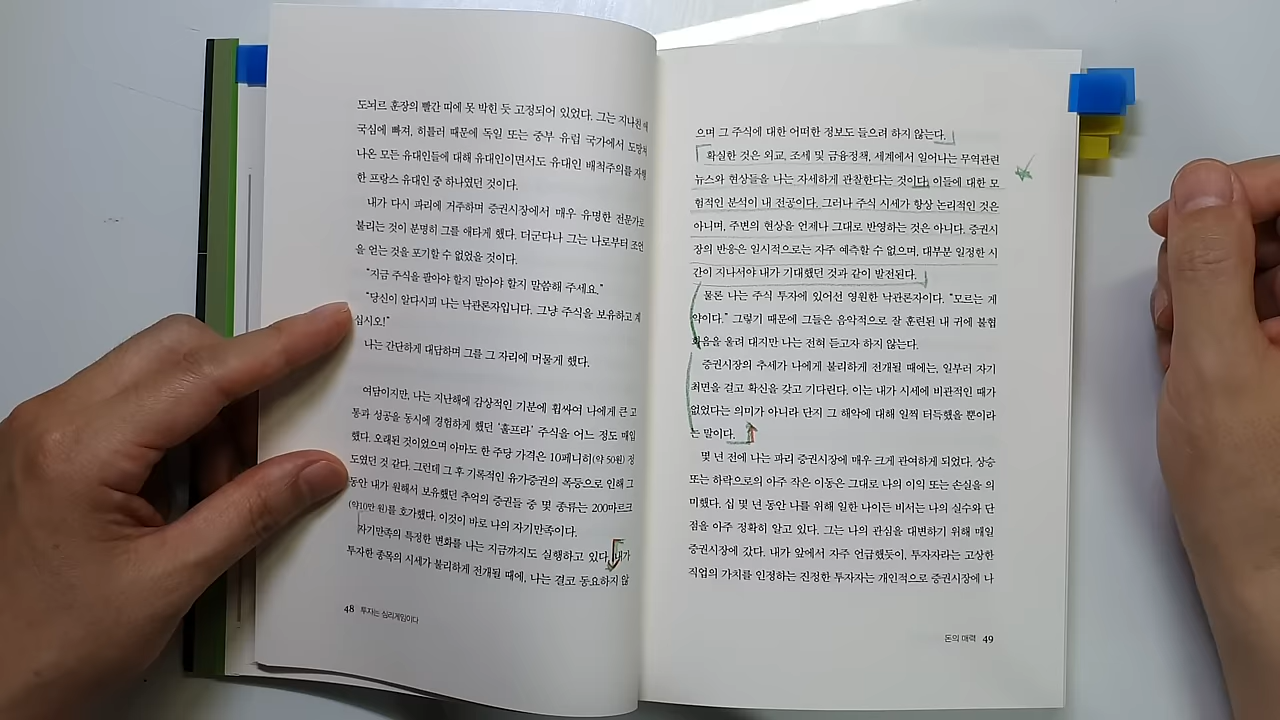 도뇌르 훈장의 빨간 띠에 못 박힌 듯 고정되어 있었다. 그는 지나친 애
국심에 빠져, 히틀러 때문에 독일 또는 중부 유럽 국가에서 도망쳐
나온 모든 유대인들에 대해 유대인이면서도 유대인 배척주의를 자행
한 프랑스 유대인 중 하나였던 것이다.
내가 다시 파리에 거주하며 증권시장에서 매우 유명한 전문가로
불리는 것이 분명히 그를 애타게 했다. 더군다나 그는 나로부터 조언
을 얻는 것을 포기할 수 없었을 것이다.
“지금 주식을 팔아야 할지 말아야 할지 말씀해 주세요.”
“당신이 알다시피 나는 낙관론자입니다. 그냥 주식을 보유하고 계
십시오!”
나는 간단하게 대답하며 그를 그 자리에 머물게 했다.
여담이지만, 나는 지난해에 감상적인 기분에 휩싸여 나에게 큰 고
통과 성공을 동시에 경험하게 했던 ‘훌프라’ 주식을 어느 정도 매입
했다. 오래된 것이었으며 아마도 한 주당 가격은 10페니히(약 50원) 정
도였던 것 같다. 그런데 그 후 기록적인 유가증권의 폭등으로 인해 그
동안 내가 원해서 보유했던 추억의 증권들 중 몇 종류는 200마르크
(약10만 원)를 호가했다. 이것이 바로 나의 자기만족이다.
자기만족의 특정한 변화를 나는 지금까지도 실행하고 있다. 내가
투자한 종목의 시세가 불리하게 전개될 때에, 나는 결코 동요하지 않
48 투자는 심리게임이다
으며 그 주식에 대한 어떠한 정보도 들으려 하지 않는다.
확실한 것은 외교, 조세 및 금융정책, 세계에서 일어나는 무역관련
뉴스와 현상들을 나는 자세하게 관찰한다는 것이다. 이들에 대한 모
험적인 분석이 내 전공이다. 그러나 주식 시세가 항상 논리적인 것은
아니며, 주변의 현상을 언제나 그대로 반영하는 것은 아니다. 증권시
장의 반응은 일시적으로는 자주 예측할 수 없으며, 대부분 일정한 시
간이 지나서야 내가 기대했던 것과 같이 발전된다.
물론 나는 주식 투자에 있어선 영원한 낙관론자이다. “모르는 게
약이다.” 그렇기 때문에 그들은 음악적으로 잘 훈련된 내 귀에 불협
화음을 울려 대지만 나는 전혀 듣고자 하지 않는다.
증권시장의 추세가 나에게 불리하게 전개될 때에는, 일부러 자기
최면을 걸고 확신을 갖고 기다린다. 이는 내가 시세에 비관적인 때가
없었다는 의미가 아니라 단지 그 해악에 대해 일찍 터득했을 뿐이라
는 말이다.
몇 년 전에 나는 파리 증권시장에 매우 크게 관여하게 되었다. 상승
또는 하락으로의 아주 작은 이동은 그대로 나의 이익 또는 손실을 의
미했다. 십 몇 년 동안 나를 위해 일한 나이든 비서는 나의 실수와 단
점을 아주 정확히 알고 있다. 그는 나의 관심을 대변하기 위해 매일
증권시장에 갔다. 내가 앞에서 자주 언급했듯이, 투자자라는 고상한
직업의 가치를 인정하는 진정한 투자자는 개인적으로 증권시장에 나
돈의 매력 49